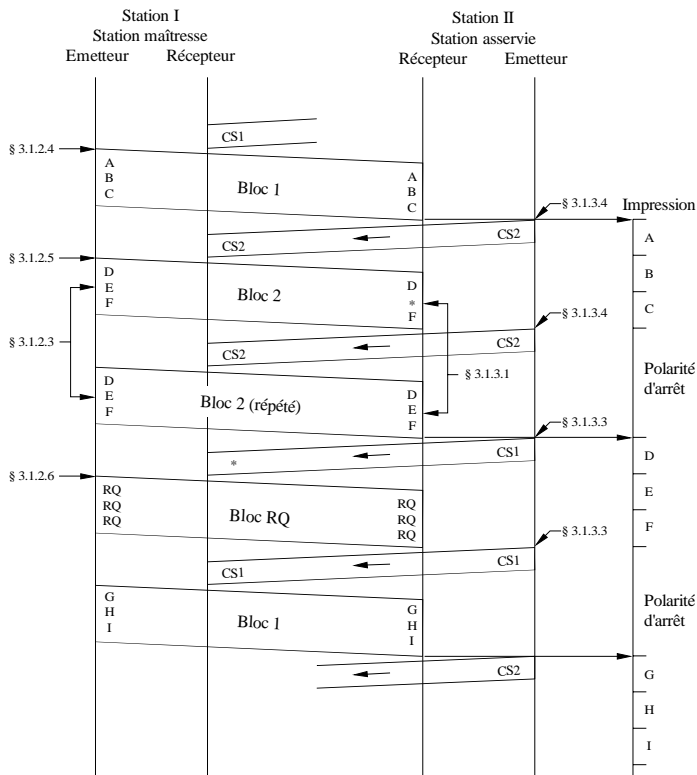 Station I
Station maîtresse
Emetteur Récepteur
Station II
Station asservie
Récepteur Emetteur
CS1
§ 3.1.2.4
A
B
C
Bloc 1
A
B
C
§ 3.1.3.4
Impression
CS2
CS2
A
§ 3.1.2.5
D
E
F
Bloc 2
D
*
F
B
C
§ 3.1.3.4
§ 3.1.2.3
CS2
CS2
§ 3.1.3.1
Polarité
d'arrêt
D
E
F
Bloc 2 (répété)
D
E
F
§ 3.1.3.3
*
CS1
D
§ 3.1.2.6
RQ
RQ
RQ
Bloc RQ
RQ
RQ
RQ
E
F
§ 3.1.3.3
CS1
CS1
G
H
I
Bloc 1
G
H
I
Polarité
d'arrêt
CS2
G
H
I